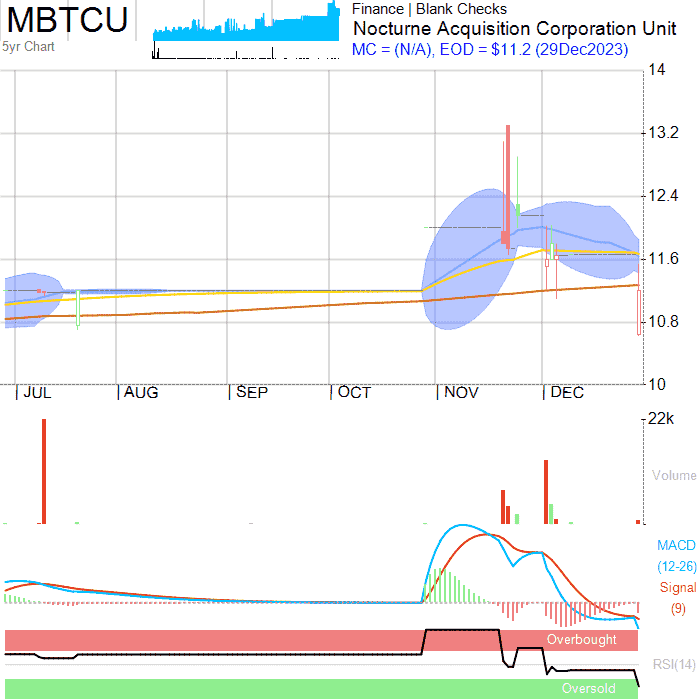 MBTCU
5yr Chart
Finance | Blank Checks
Nocturne Acquisition Corporation Unit
MC = (N/A), EOD = $11.2 (29Dec2023)
14
13.2
12.4
11.6
10.8
10
JUL AUG SEP OCT NOV DEC
22k
Volume
MACD
(12-26)
Signal
(9)
Overbought
RSI(14)
Oversold